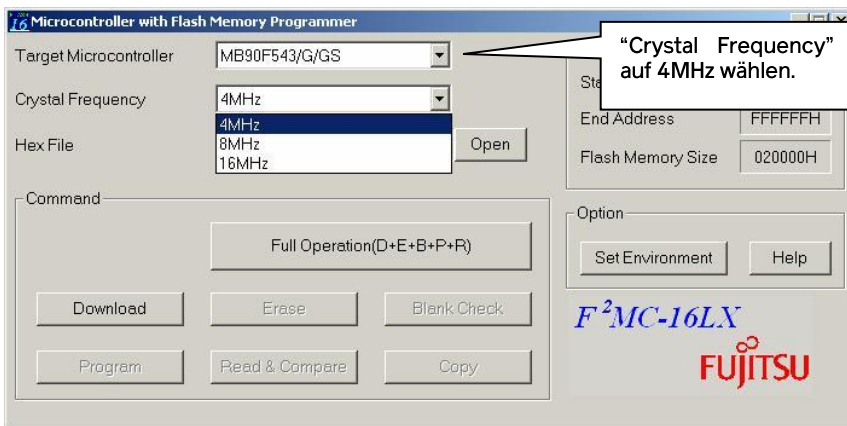 16 Microcontroller with Flash Memory Programmer
Target Microcontroller
MB90F543/G/GS
“Crystal Frequency”
auf 4MHz wählen.
Crystal Frequency
4MHz
4MHz
8MHz
16MHz
Hex File
Open
End Address
FFFFFFH
Flash Memory Size
020000H
Command
Full Operation(D+E+B+P+R)
Download
Erase
Blank Check
Program
Read & Compare
Copy
Option
Set Environment
Help
F²MC-16LX
FUJITSU